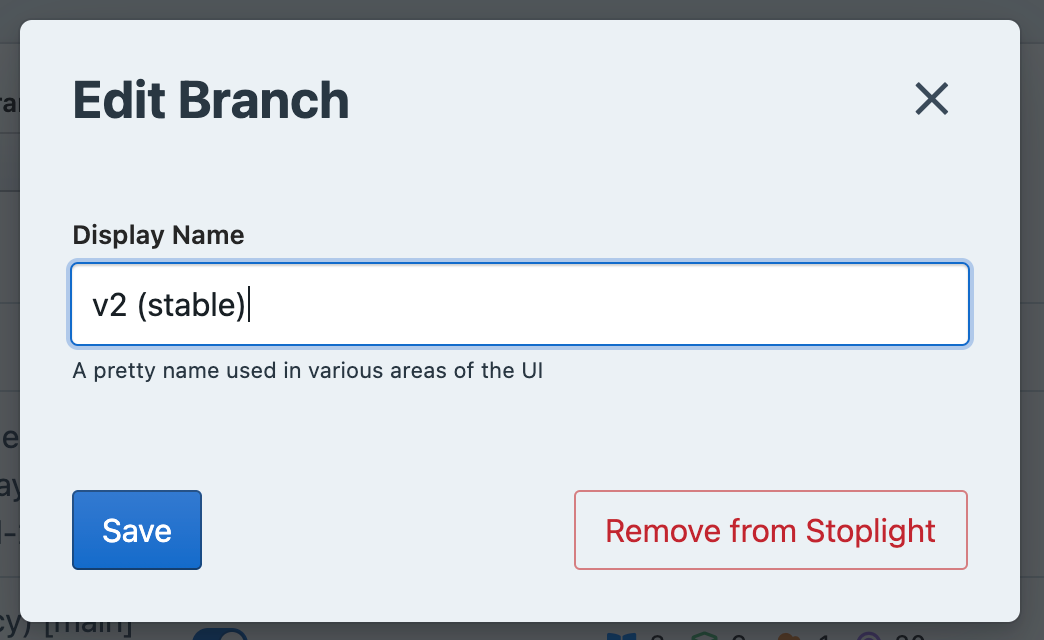 Edit Branch
Display Name
v2 (stable)
A pretty name used in various areas of the UI
Save
Remove from Stoplight
[main]